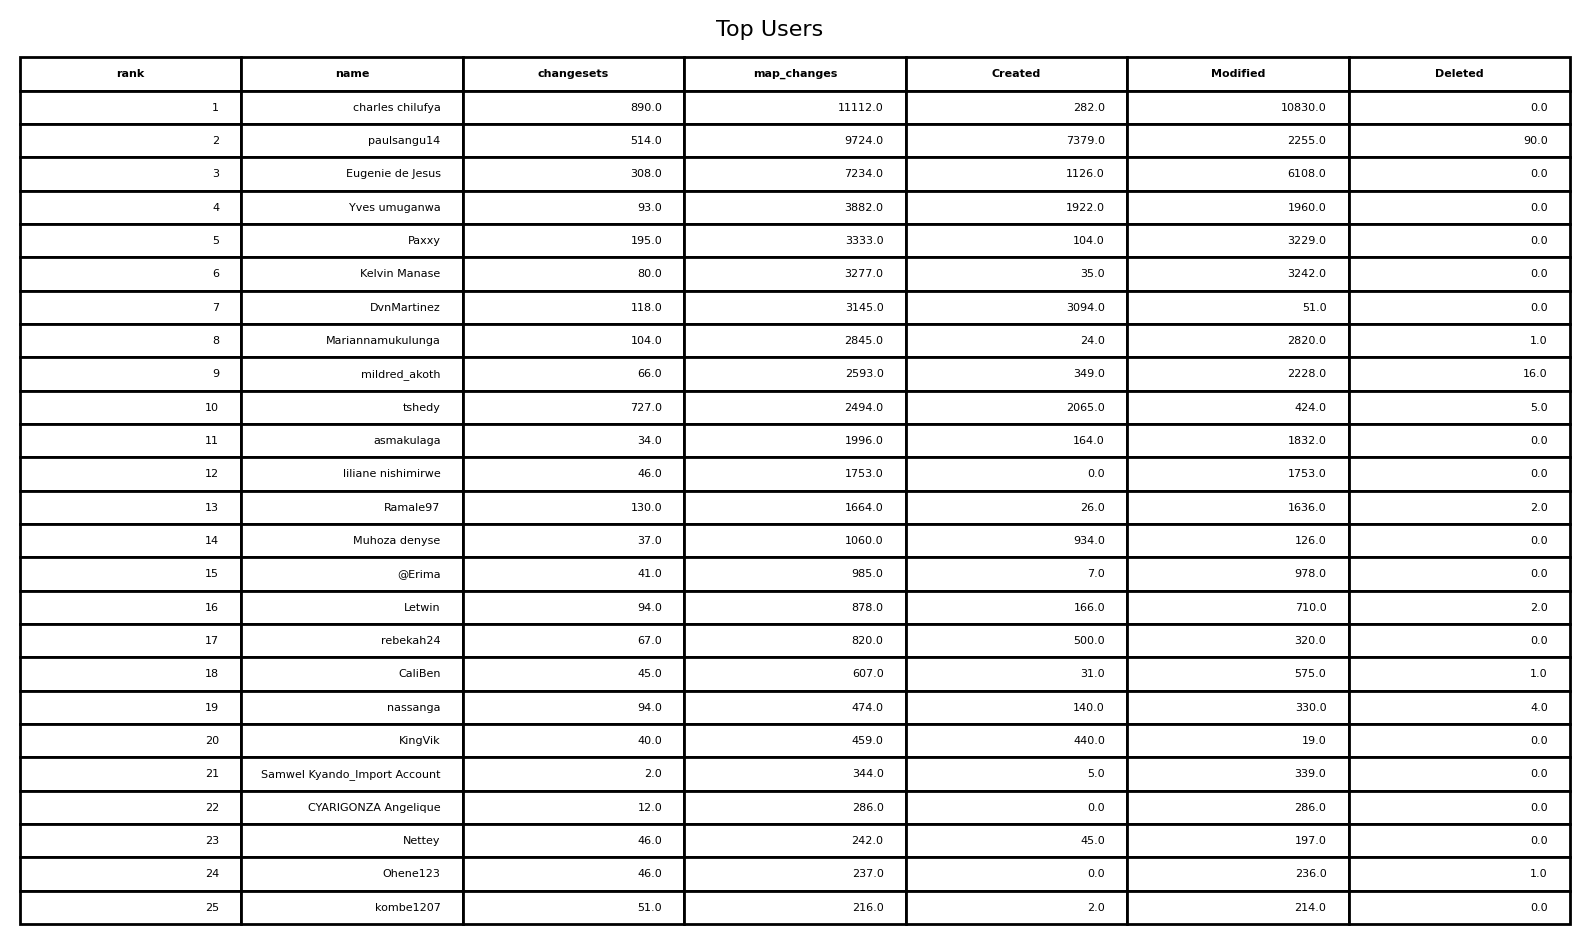 Top Users
rank name changesets map_changes Created Modified Deleted
1 charles chilufya 890.0 11112.0 282.0 10830.0 0.0
2 paulsangu14 514.0 9724.0 7379.0 2255.0 90.0
3 Eugenie de Jesus 308.0 7234.0 1126.0 6108.0 0.0
4 Yves umuganwa 93.0 3882.0 1922.0 1960.0 0.0
5 Paxxy 195.0 3333.0 104.0 3229.0 0.0
6 Kelvin Manase 80.0 3277.0 35.0 3242.0 0.0
7 DvnMartinez 118.0 3145.0 3094.0 51.0 0.0
8 Mariannamukulunga 104.0 2845.0 24.0 2820.0 1.0
9 mildred_akoth 66.0 2593.0 349.0 2228.0 16.0
10 tshedy 727.0 2494.0 2065.0 424.0 5.0
11 asmakulaga 34.0 1996.0 164.0 1832.0 0.0
12 liliane nishimirwe 46.0 1753.0 0.0 1753.0 0.0
13 Ramale97 130.0 1664.0 26.0 1636.0 2.0
14 Muhoza denyse 37.0 1060.0 934.0 126.0 0.0
15 @Erima 41.0 985.0 7.0 978.0 0.0
16 Letwin 94.0 878.0 166.0 710.0 2.0
17 rebekah24 67.0 820.0 500.0 320.0 0.0
18 CaliBen 45.0 607.0 31.0 575.0 1.0
19 nassanga 94.0 474.0 140.0 330.0 4.0
20 KingVik 40.0 459.0 440.0 19.0 0.0
21 Samwel Kyando_Import Account 2.0 344.0 5.0 339.0 0.0
22 CYARIGONZA Angelique 12.0 286.0 0.0 286.0 0.0
23 Nettey 46.0 242.0 45.0 197.0 0.0
24 Ohene123 46.0 237.0 0.0 236.0 1.0
25 kombe1207 51.0 216.0 2.0 214.0 0.0